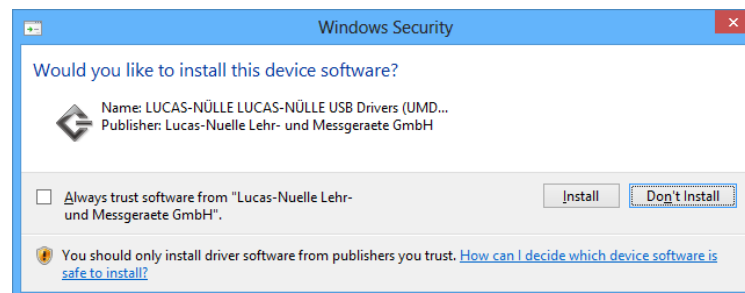 Windows Security
Would you like to install this device software?
Name: LUCAS-NÜLLE LUCAS-NÜLLE USB Drivers (UMD...
Publisher: Lucas-Nuelle Lehr- und Messgeraete GmbH
Always trust software from "Lucas-Nuelle Lehr-
und Messgeraete GmbH".
Install
Don't Install
You should only install driver software from publishers you trust. How can I decide which device software is
safe to install?